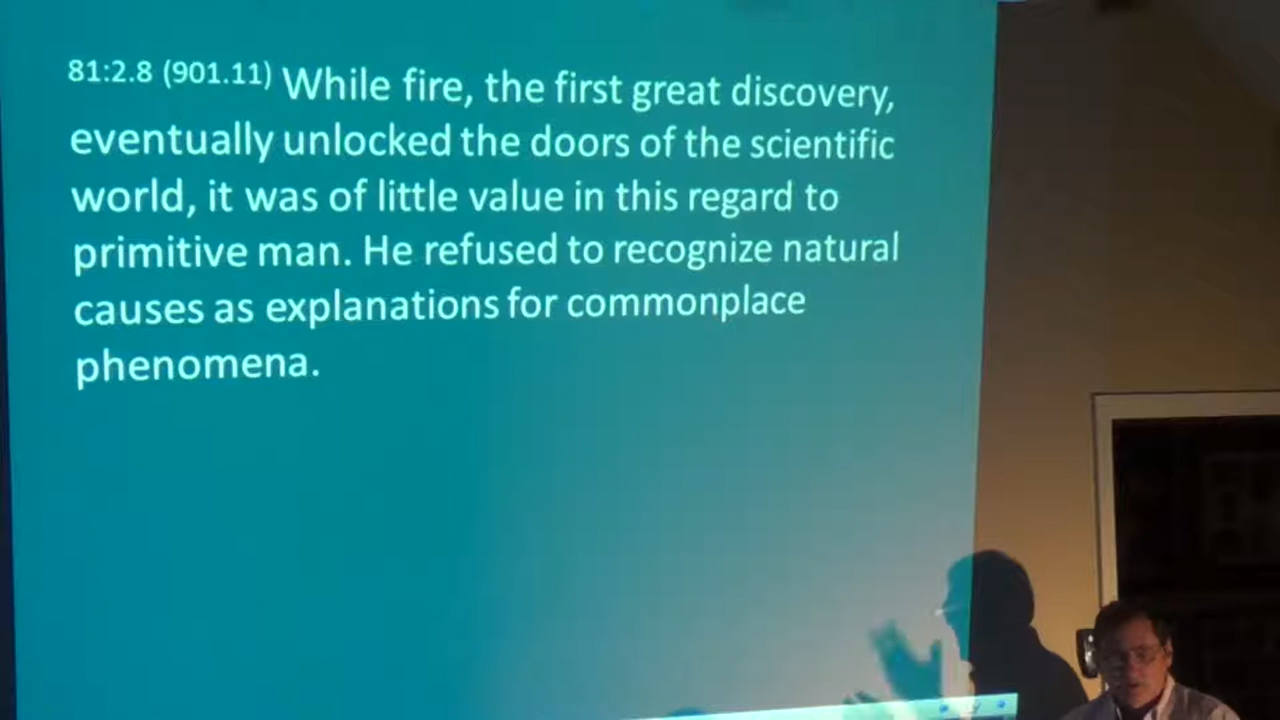 81:2.8 (901.11) While fire, the first great discovery,
eventually unlocked the doors of the scientific
world, it was of little value in this regard to
primitive man. He refused to recognize natural
causes as explanations for commonplace
phenomena.